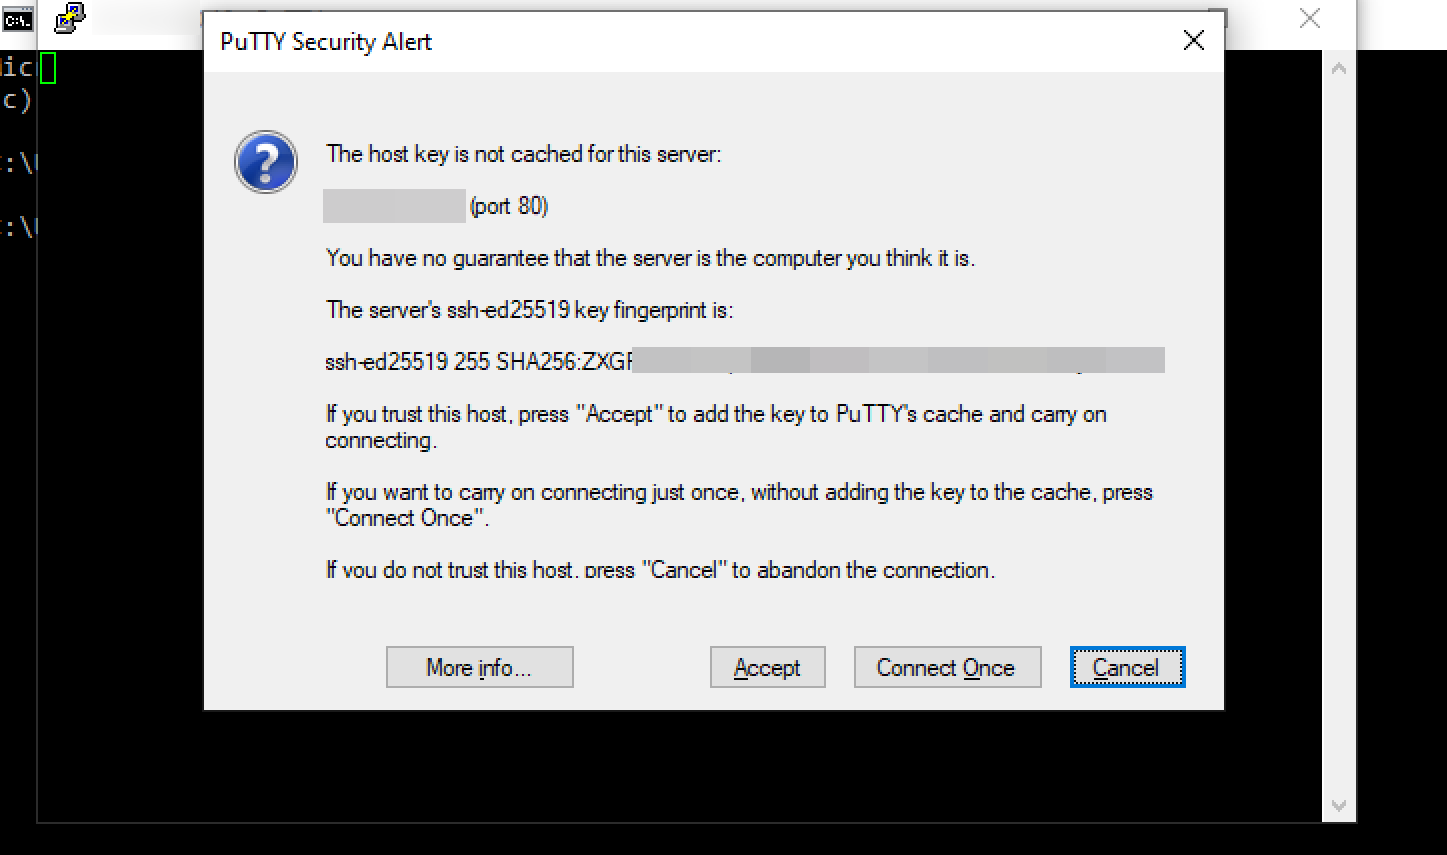 PuTTY Security Alert
ic
c)
:\
:\
The host key is not cached for this server:
(port 80)
You have no guarantee that the server is the computer you think it is.
The server's ssh-ed25519 key fingerprint is:
ssh-ed25519 255 SHA256:ZXG
If you trust this host, press "Accept" to add the key to PuTTY's cache and carry on
connecting.
If you want to carry on connecting just once, without adding the key to the cache, press
"Connect Once".
If you do not trust this host, press "Cancel" to abandon the connection.
More info... Accept Connect Once Cancel